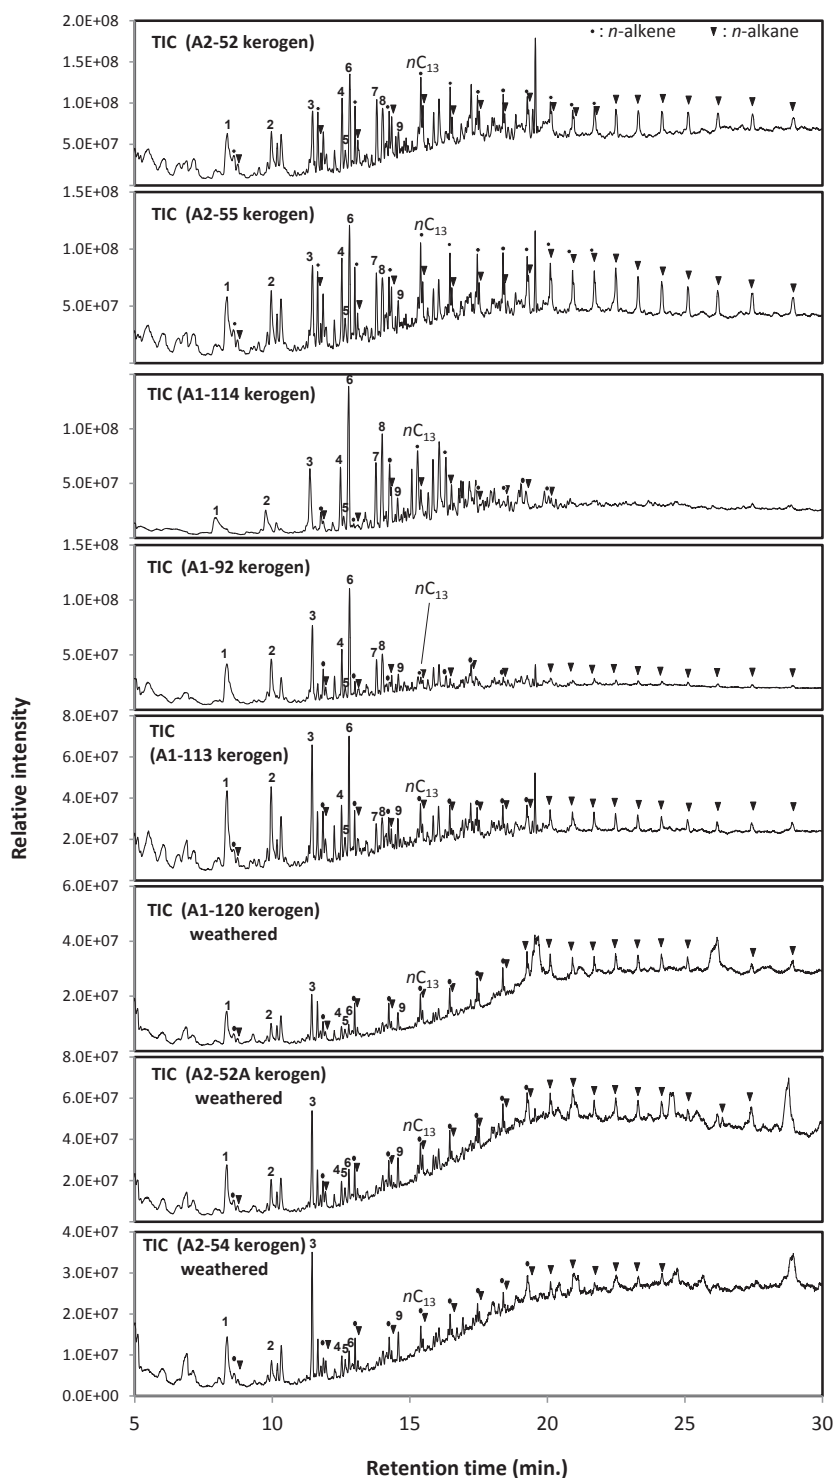 2.0E+08
TIC (A2-52 kerogen)
• : n-alkene ▼ : n-alkane
1.5E+08
1.0E+08
5.0E+07
1 2 3 4 5 6 7 8 9 nC13
1.5E+08
TIC (A2-55 kerogen)
1.0E+08
5.0E+07
1 2 3 4 5 6 7 8 9 nC13
TIC (A1-114 kerogen)
1.0E+08
5.0E+07
1 2 3 4 5 6 7 8 9 nC13
1.5E+08
TIC (A1-92 kerogen)
1.0E+08
5.0E+07
1 2 3 4 5 6 7 8 9 nC13
8.0E+07
TIC
(A1-113 kerogen)
6.0E+07
4.0E+07
2.0E+07
1 2 3 4 5 6 7 8 9 nC13
6.0E+07
TIC (A1-120 kerogen)
weathered
4.0E+07
2.0E+07
1 2 3 4 5 6 9 nC13
8.0E+07
TIC (A2-52A kerogen)
weathered
6.0E+07
4.0E+07
2.0E+07
1 2 3 4 5 6 9 nC13
4.0E+07
TIC (A2-54 kerogen)
weathered
3.0E+07
2.0E+07
1.0E+07
0.0E+00
1 2 3 4 5 6 9 nC13
5 10 15 20 25 30
Retention time (min.)
Relative intensity